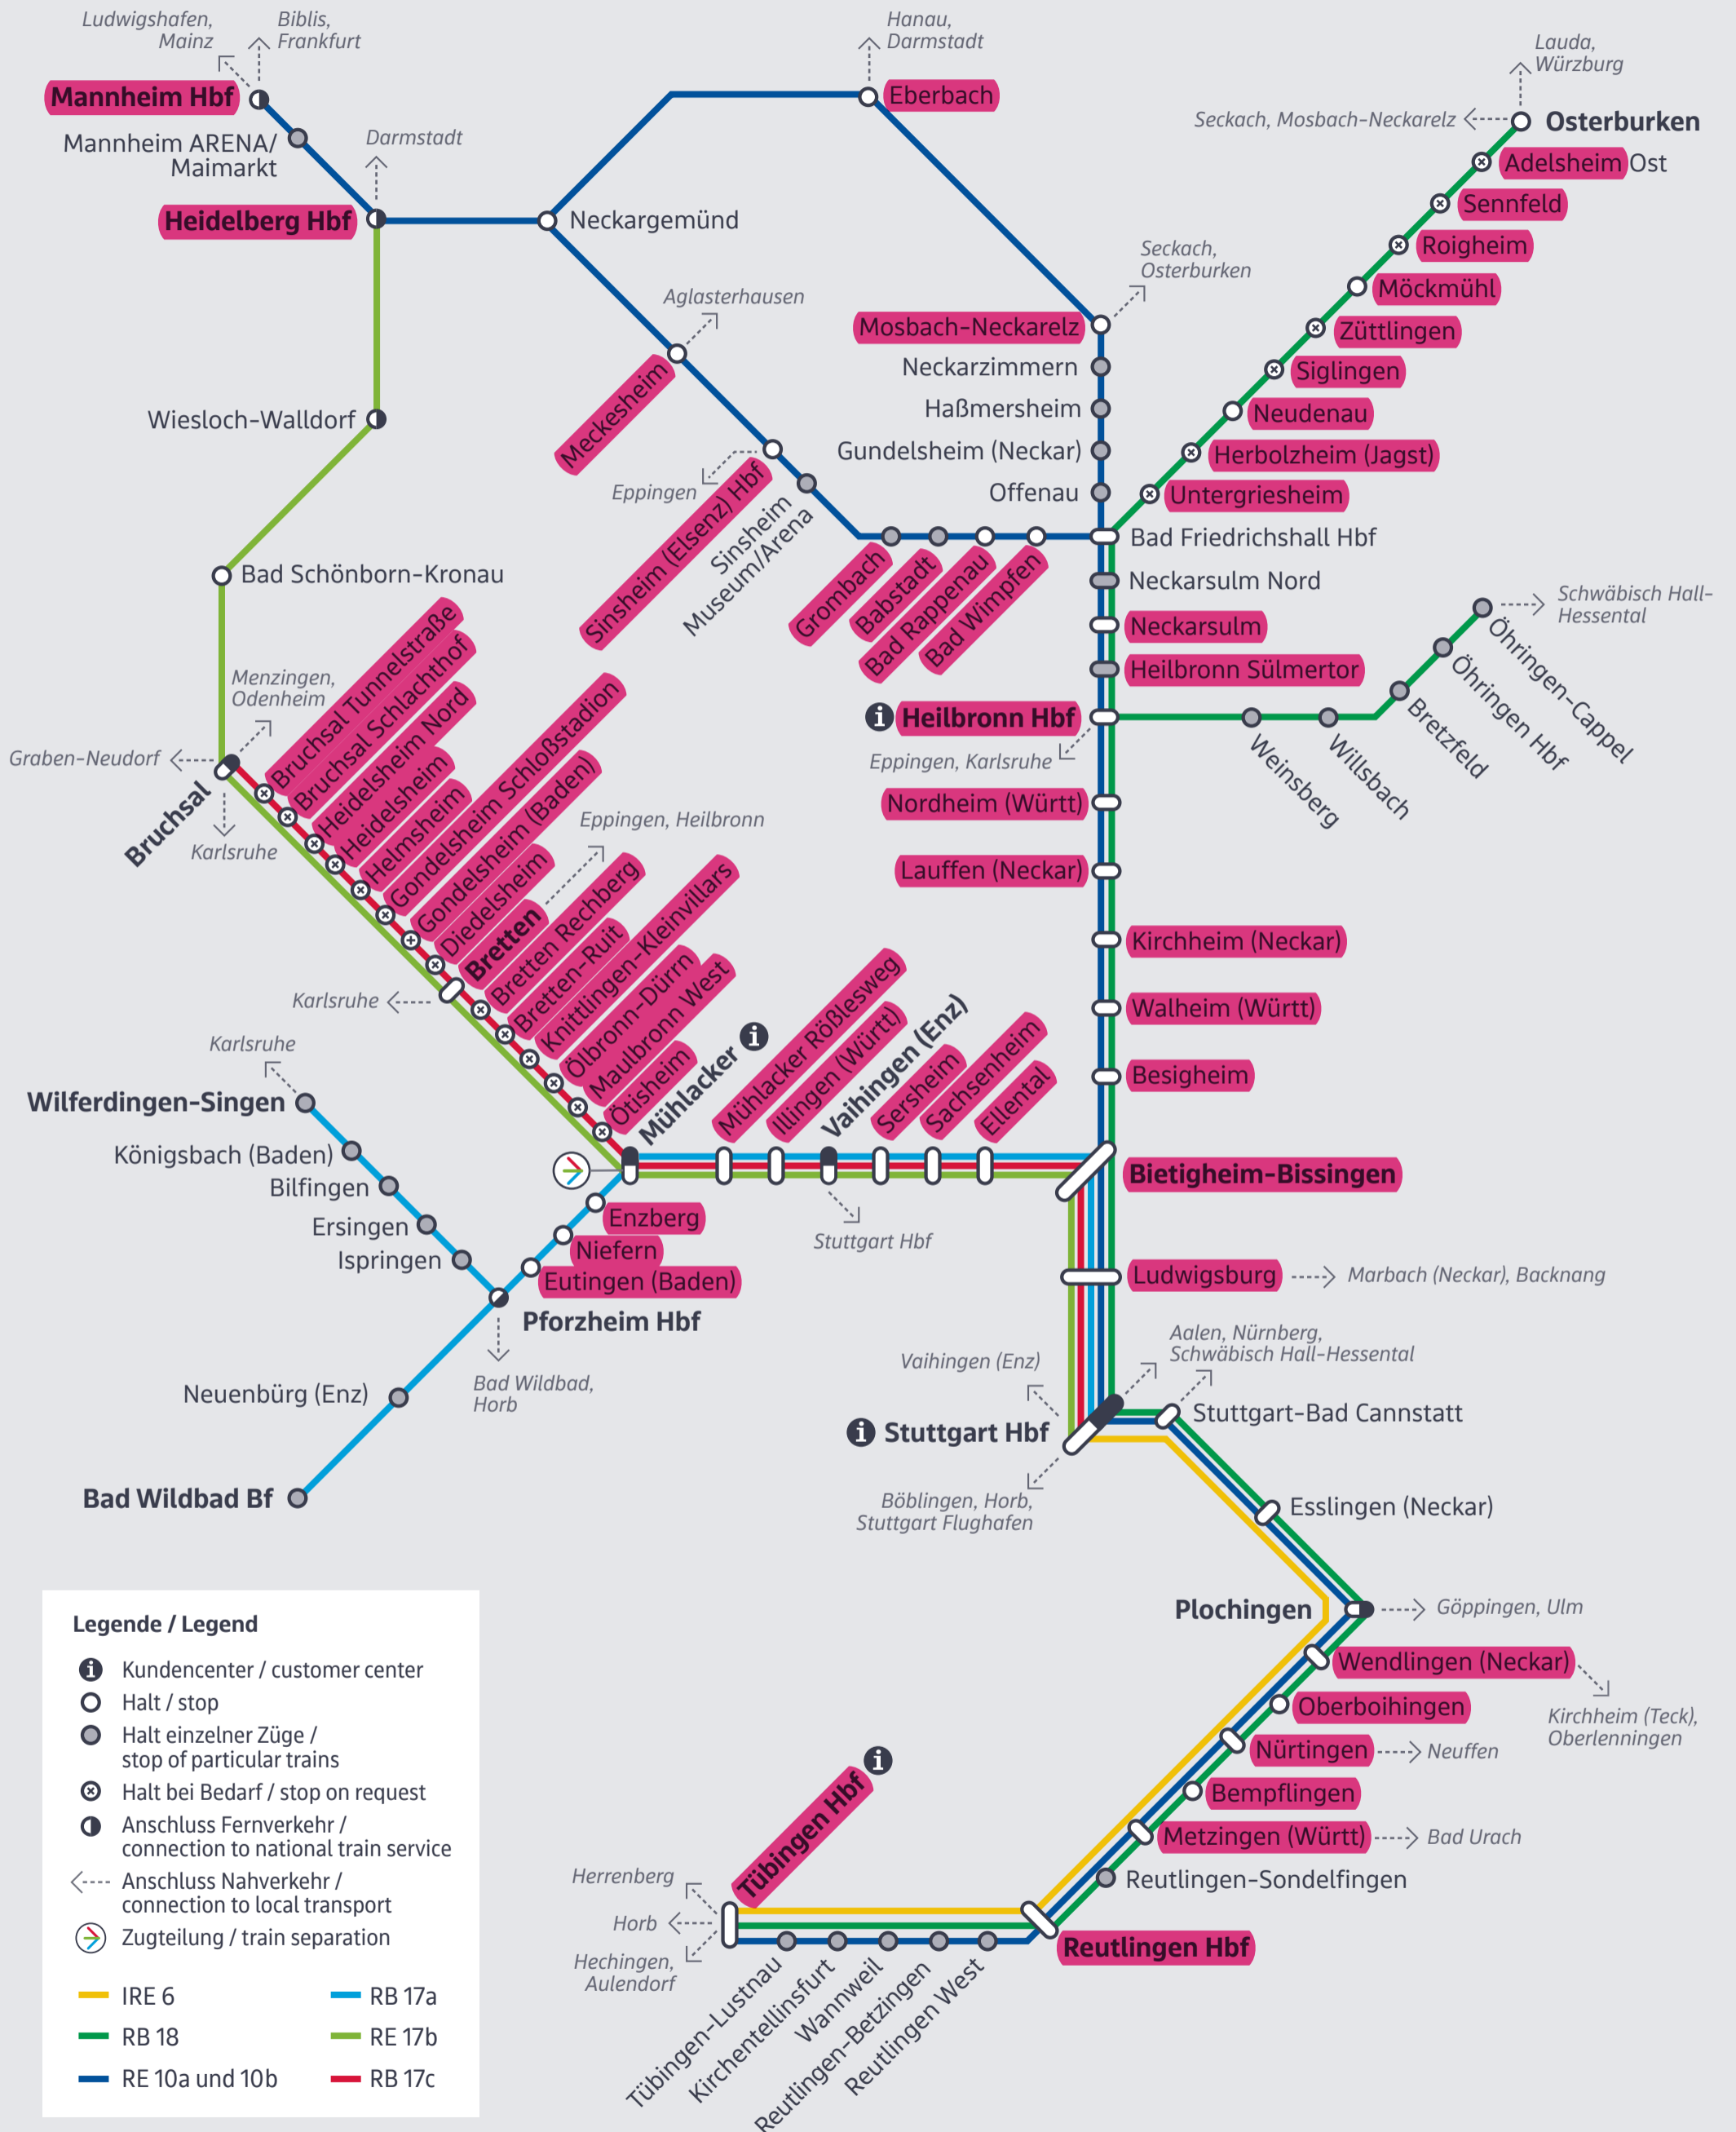 Ludwigshafen,
Mainz
Biblis,
Frankfurt
Hanau,
Darmstadt
Lauda,
Würzburg
Mannheim Hbf
Eberbach
Seckach, Mosbach-Neckarelz
Osterburken
Mannheim ARENA/
Maimarkt
Darmstadt
Adelsheim Ost
Sennfeld
Heidelberg Hbf
Neckargemünd
Roigheim
Seckach,
Osterburken
Möckmühl
Aglasterhausen
Mosbach-Neckarelz
Züttlingen
Neckarzimmern
Siglingen
Meckesheim
Haßmersheim
Neudenau
Wiesloch-Walldorf
Gundelsheim (Neckar)
Herbolzheim (Jagst)
Eppingen
Offenau
Untergriesheim
Sinsheim (Elsenz) Hbf
Sinsheim
Museum/Arena
Bad Friedrichshall Hbf
Grombach
Babstadt
Bad Rappenau
Bad Wimpfen
Bad Schönborn-Kronau
Neckarsulm Nord
Schwäbisch Hall-
Hessental
Neckarsulm
Heilbronn Sülmertor
Öhringen-Cappel
Öhringen Hbf
Bretzfeld
Willsbach
Weinsberg
Heilbronn Hbf
Eppingen, Karlsruhe
Menzingen,
Odenheim
Graben-Neudorf
Bruchsal
Karlsruhe
Bruchsal Tunnelstraße
Bruchsal Schlachthof
Heidelsheim Nord
Heidelsheim
Helmsheim
Gondelsheim Schloßstadion
Gondelsheim (Baden)
Diedelsheim
Bretten
Eppingen, Heilbronn
Karlsruhe
Bretten Rechberg
Bretten-Ruit
Knittlingen-Kleinvillars
Ölbronn-Dürrn
Maulbronn West
Ötisheim
Mühlacker
Mühlacker Rößlesweg
Illingen (Württ)
Vaihingen (Enz)
Sersheim
Sachsenheim
Ellental
Nordheim (Württ)
Lauffen (Neckar)
Kirchheim (Neckar)
Walheim (Württ)
Besigheim
Bietigheim-Bissingen
Karlsruhe
Wilferdingen-Singen
Königsbach (Baden)
Bilfingen
Ersingen
Ispringen
Enzberg
Niefern
Eutingen (Baden)
Pforzheim Hbf
Stuttgart Hbf
Ludwigsburg
Marbach (Neckar), Backnang
Bad Wildbad,
Horb
Neuenbürg (Enz)
Bad Wildbad Bf
Vaihingen (Enz)
Aalen, Nürnberg,
Schwäbisch Hall-Hessental
Stuttgart Hbf
Stuttgart-Bad Cannstatt
Böblingen, Horb,
Stuttgart Flughafen
Esslingen (Neckar)
Plochingen
Göppingen, Ulm
Wendlingen (Neckar)
Kirchheim (Teck),
Oberlenningen
Oberboihingen
Nürtingen
Neuffen
Bempflingen
Metzingen (Württ)
Bad Urach
Reutlingen-Sondelfingen
Reutlingen Hbf
Tübingen Hbf
Herrenberg
Horb
Hechingen,
Aulendorf
Tübingen-Lustnau
Kirchentellinsfurt
Wannweil
Reutlingen-Betzingen
Reutlingen West
Legende / Legend
Kundencenter / customer center
Halt / stop
Halt einzelner Züge /
stop of particular trains
Halt bei Bedarf / stop on request
Anschluss Fernverkehr /
connection to national train service
Anschluss Nahverkehr /
connection to local transport
Zugteilung / train separation
IRE 6
RB 17a
RB 18
RE 17b
RE 10a und 10b
RB 17c